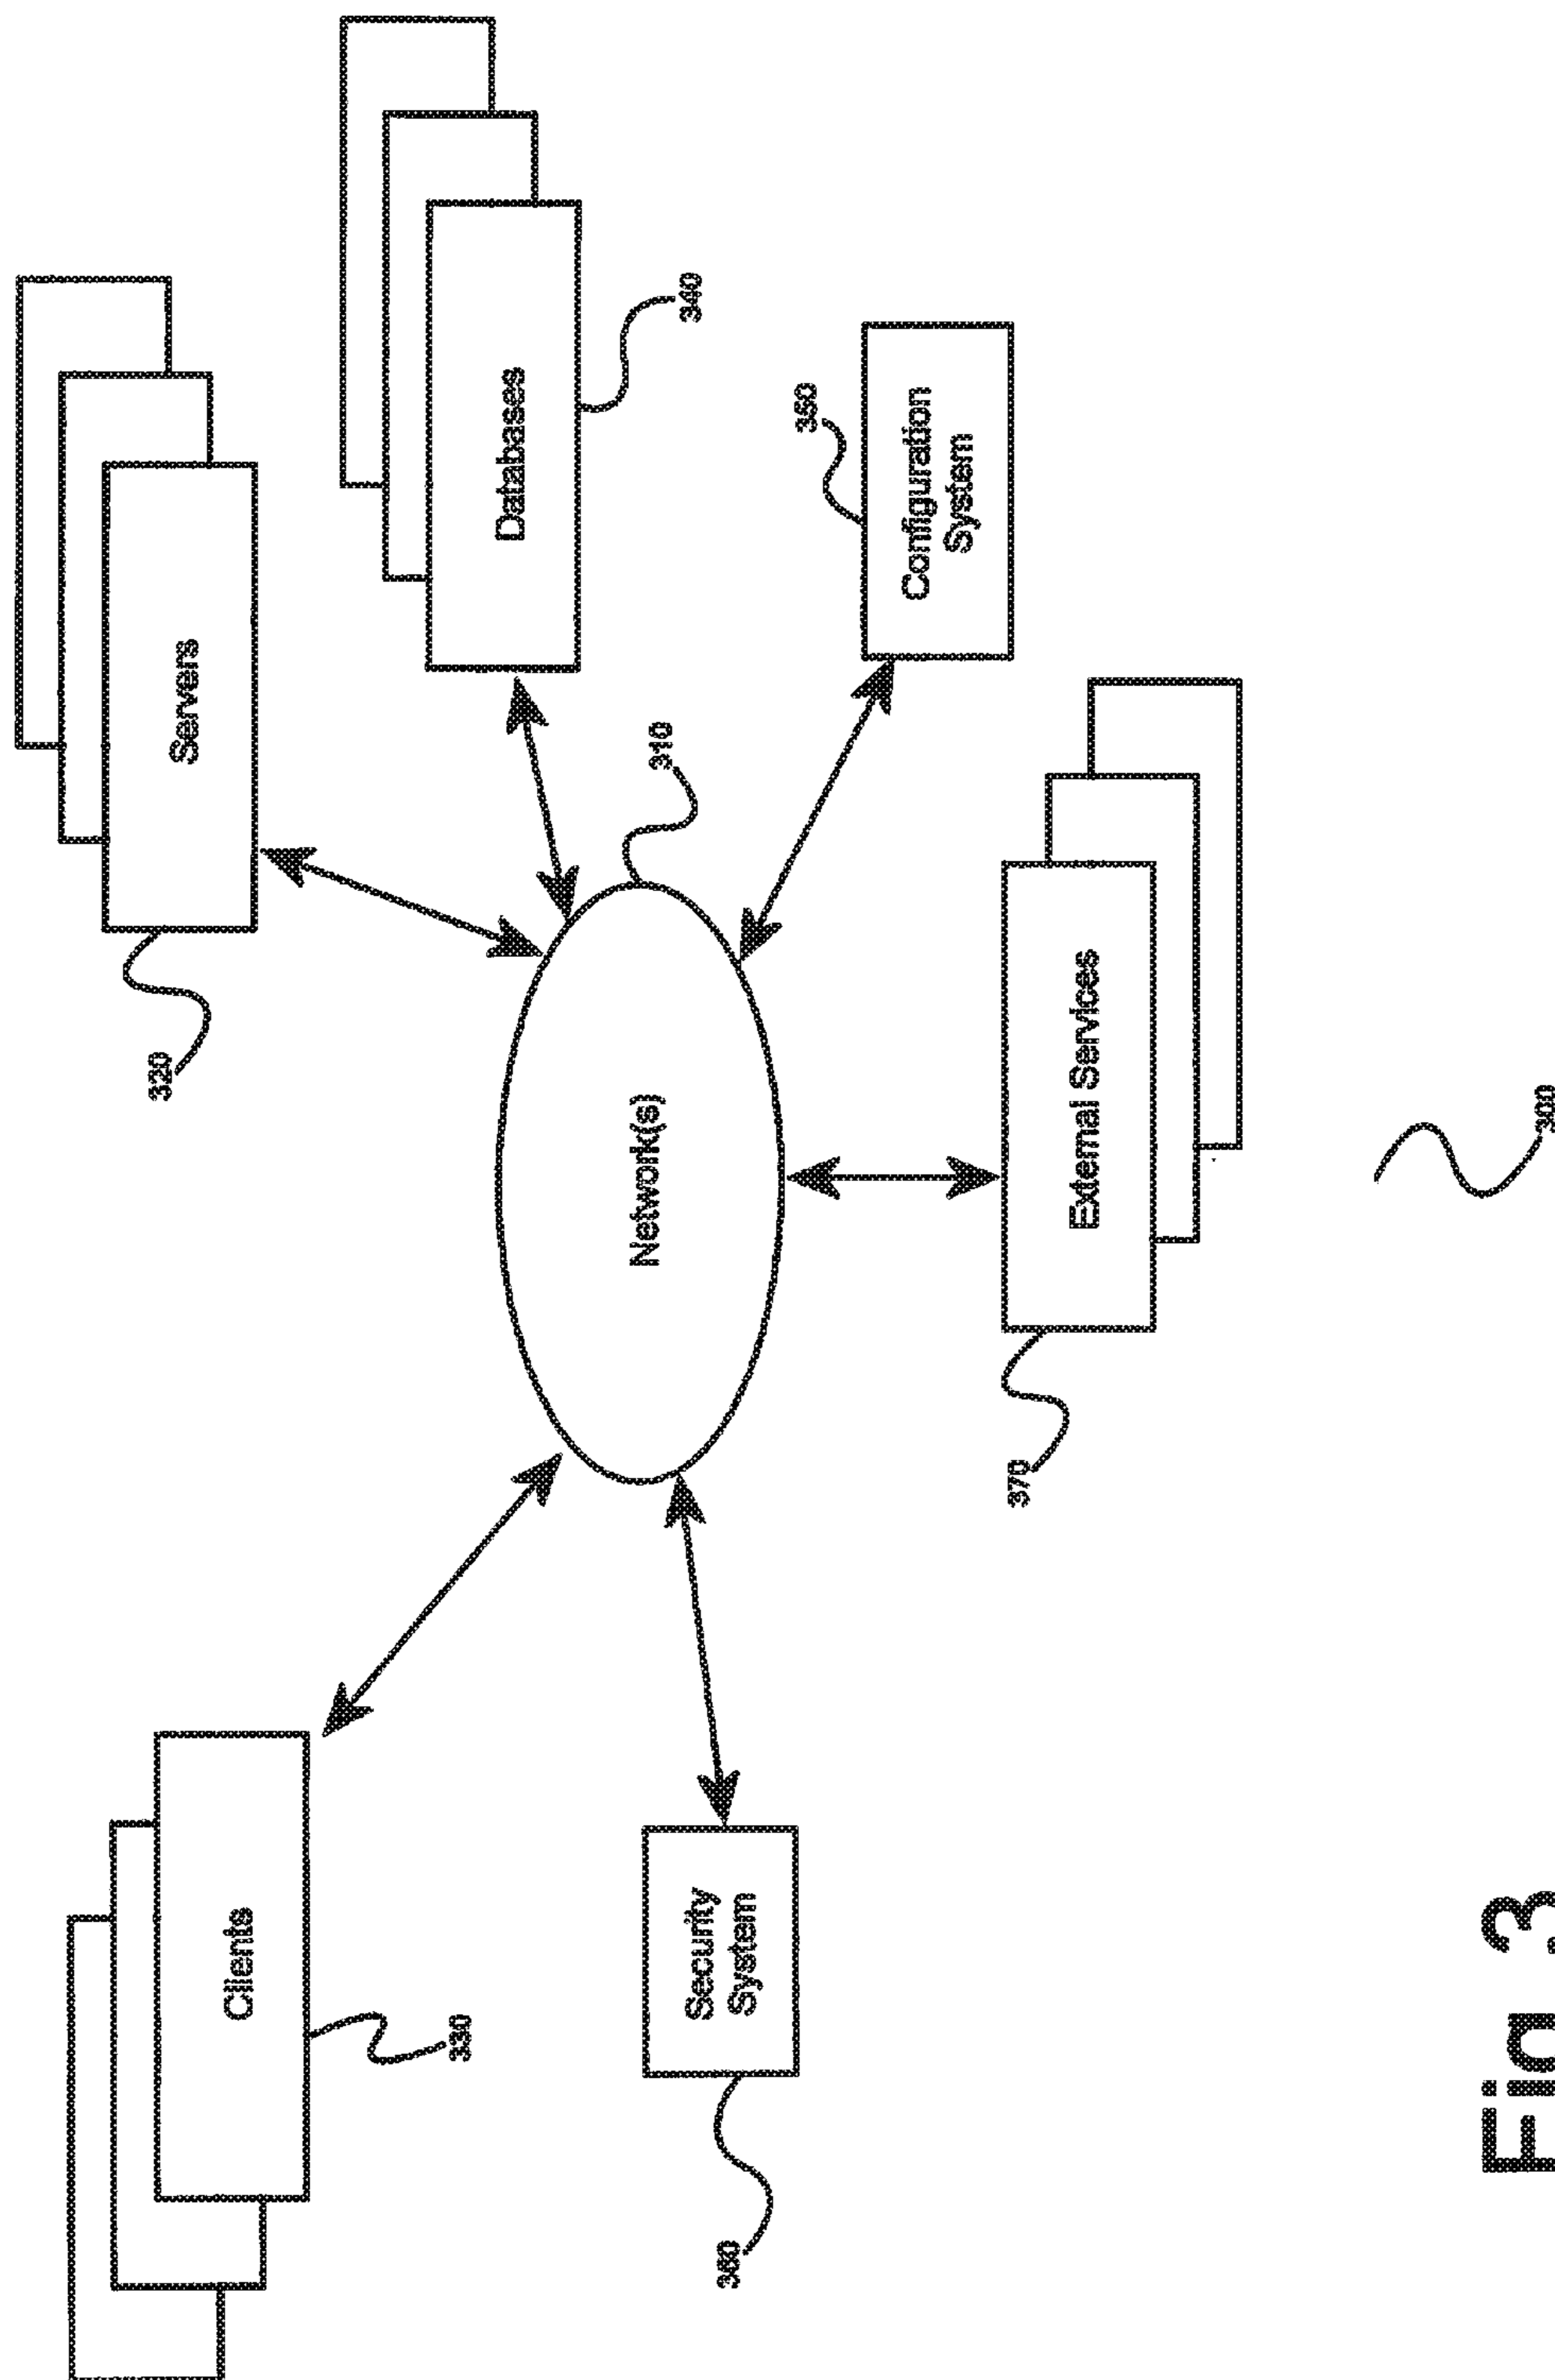 320
Servers
Clients
330
Databases
340
Network(s)
310
Security
System
360
350
Configuration
System
External Services
370
300
Fig. 3